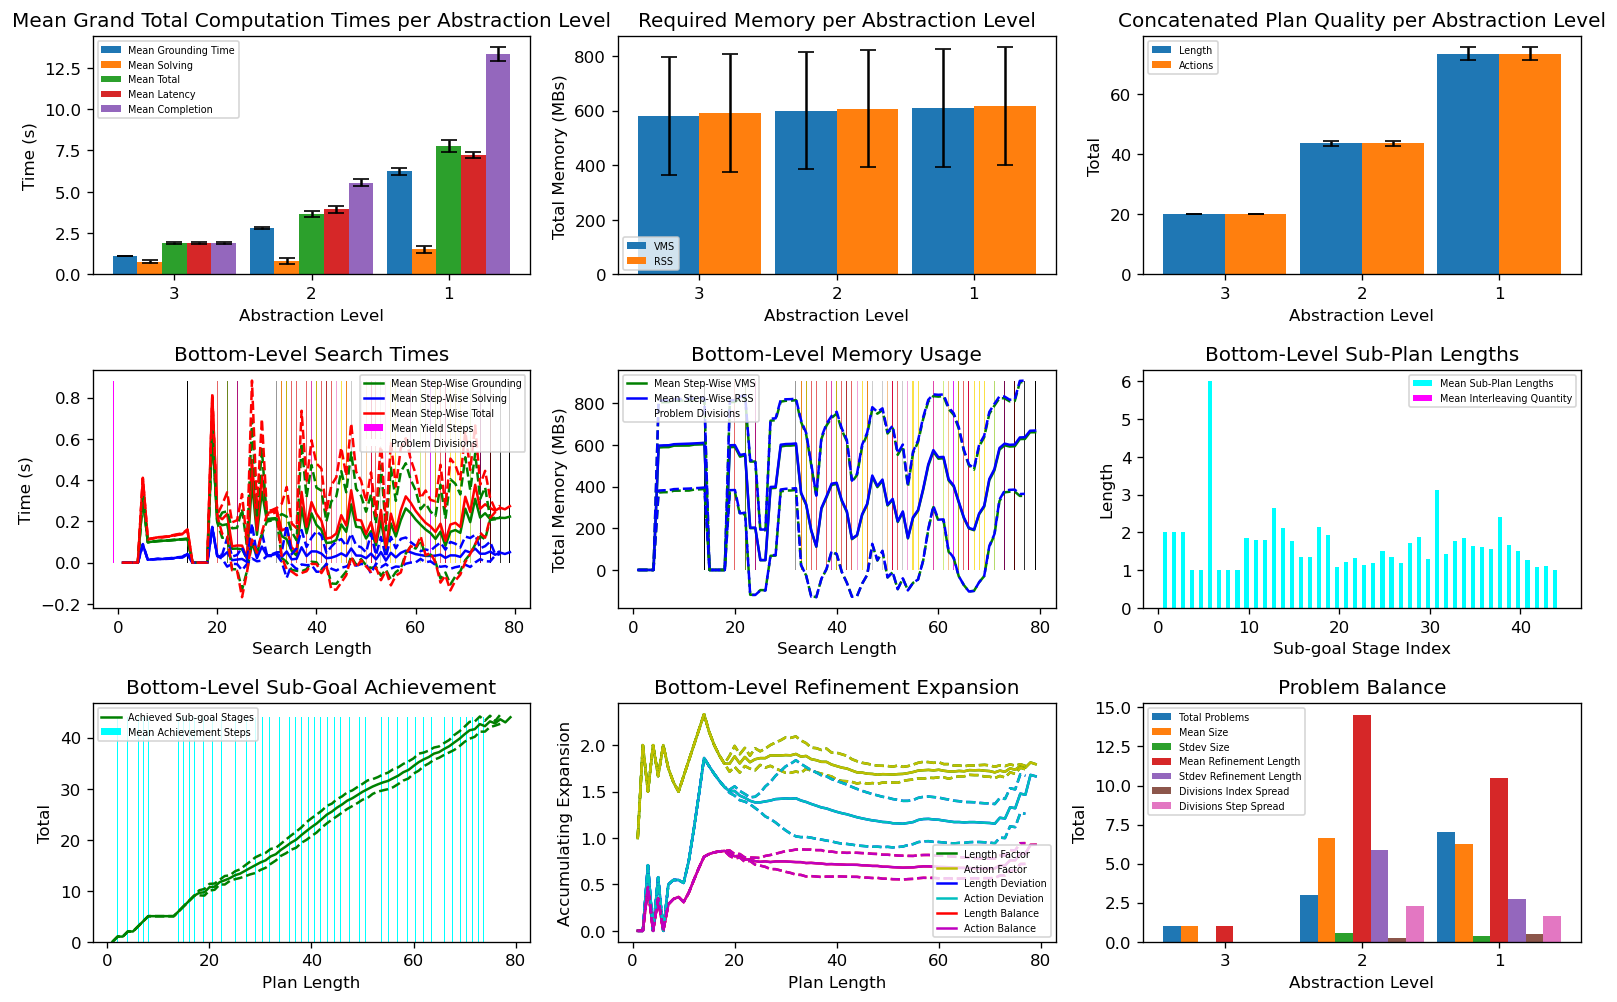 Mean Grand Total Computation Times per Abstraction Level
Time (s)
12.5
10.0
7.5
5.0
2.5
0.0
Mean Grounding Time
Mean Solving
Mean Total
Mean Latency
Mean Completion
3 2 1
Abstraction Level
Required Memory per Abstraction Level
Total Memory (MBs)
800
600
400
200
0
VMS
RSS
3 2 1
Abstraction Level
Concatenated Plan Quality per Abstraction Level
Total
60
40
20
0
Length
Actions
3 2 1
Abstraction Level
Bottom-Level Search Times
Time (s)
0.8
0.6
0.4
0.2
0.0
−0.2
Mean Step-Wise Grounding
Mean Step-Wise Solving
Mean Step-Wise Total
Mean Yield Steps
Problem Divisions
0 20 40 60 80
Search Length
Bottom-Level Memory Usage
Total Memory (MBs)
800
600
400
200
0
Mean Step-Wise VMS
Mean Step-Wise RSS
Problem Divisions
0 20 40 60 80
Search Length
Bottom-Level Sub-Plan Lengths
Length
6
5
4
3
2
1
0
Mean Sub-Plan Lengths
Mean Interleaving Quantity
0 10 20 30 40
Sub-goal Stage Index
Bottom-Level Sub-Goal Achievement
Total
40
30
20
10
0
Achieved Sub-goal Stages
Mean Achievement Steps
0 20 40 60 80
Plan Length
Bottom-Level Refinement Expansion
Accumulating Expansion
2.0
1.5
1.0
0.5
0.0
Length Factor
Action Factor
Length Deviation
Action Deviation
Length Balance
Action Balance
0 20 40 60 80
Plan Length
Problem Balance
Total
15.0
12.5
10.0
7.5
5.0
2.5
0.0
Total Problems
Mean Size
Stdev Size
Mean Refinement Length
Stdev Refinement Length
Divisions Index Spread
Divisions Step Spread
3 2 1
Abstraction Level